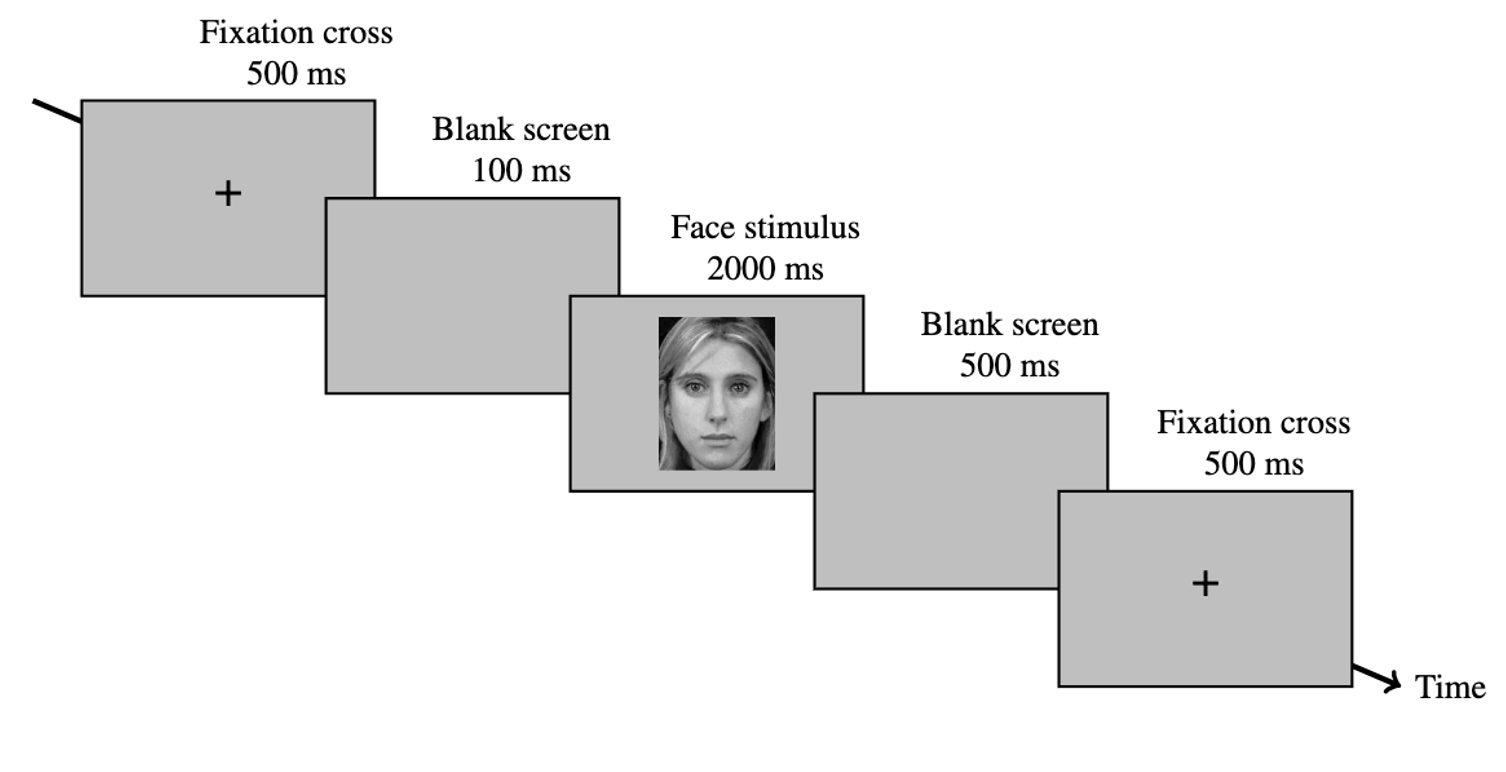 Fixation cross
500 ms
Blank screen
100 ms
Face stimulus
2000 ms
Blank screen
500 ms
Fixation cross
500 ms
Time